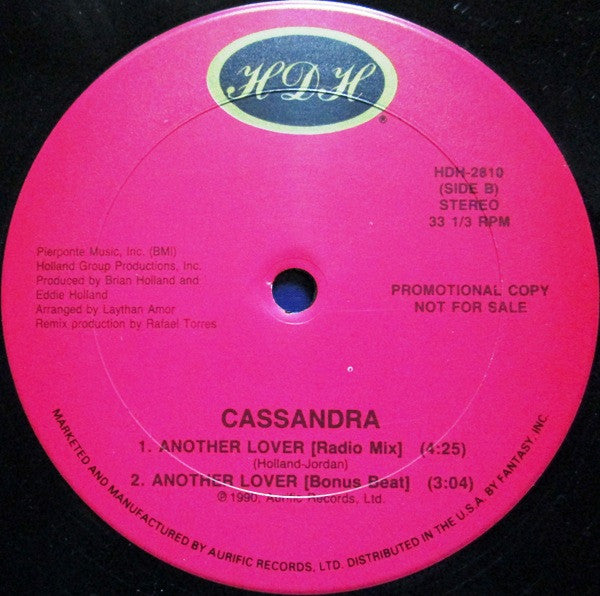 HDH
®
HDH-2810
(SIDE B)
STEREO
33 1/3 RPM
Pierponte Music, Inc. (BMI)
Holland Group Productions, Inc.
Produced by Brian Holland and
Eddie Holland
Arranged by Laythan Amor
Remix production by Rafael Torres
PROMOTIONAL COPY
NOT FOR SALE
CASSANDRA
1. ANOTHER LOVER [Radio Mix] (4:25)
(Holland-Jordan)
2. ANOTHER LOVER [Bonus Beat] (3:04)
℗ 1990, Aurific Records, Ltd.
MARKETED AND MANUFACTURED BY AURIFIC RECORDS, LTD. DISTRIBUTED IN THE U.S.A. BY FANTASY, INC.